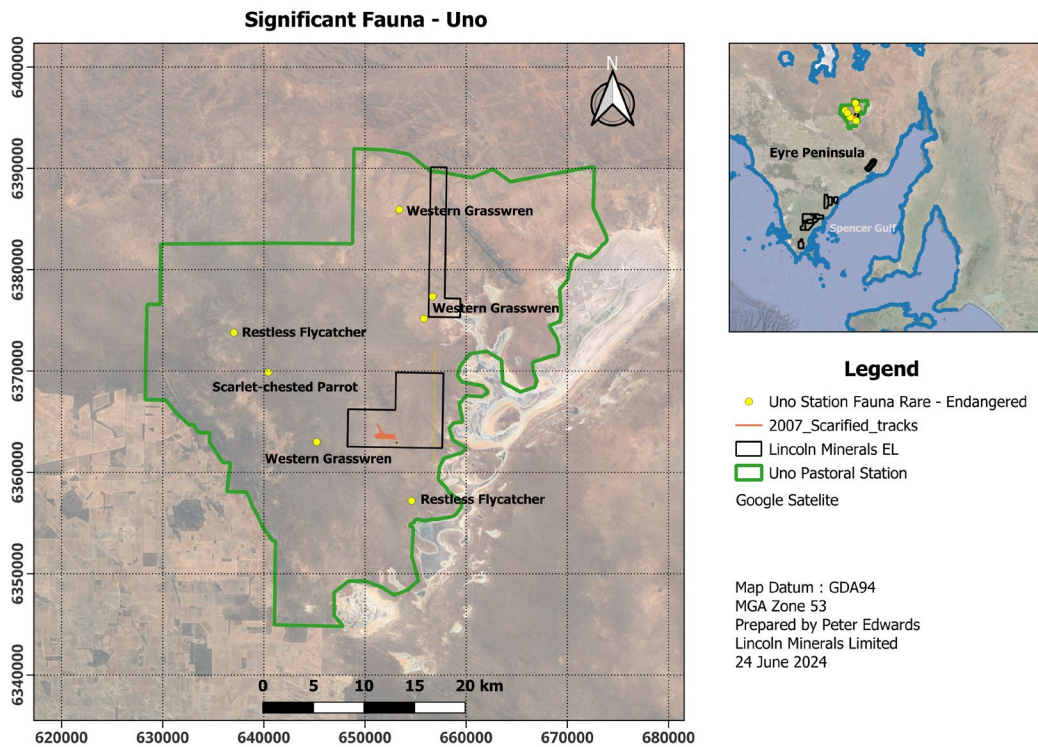 Significant Fauna - Uno
6400000
6390000
6380000
6370000
6360000
6350000
6340000
620000
630000
640000
650000
660000
670000
680000
N
Western Grasswren
Western Grasswren
Restless Flycatcher
Scarlet-chested Parrot
Western Grasswren
Restless Flycatcher
0 5 10 15 20 km
Eyre Peninsula
Spencer Gulf
Legend
Uno Station Fauna Rare - Endangered
2007_Scarified_tracks
Lincoln Minerals EL
Uno Pastoral Station
Google Satelite
Map Datum : GDA94
MGA Zone 53
Prepared by Peter Edwards
Lincoln Minerals Limited
24 June 2024